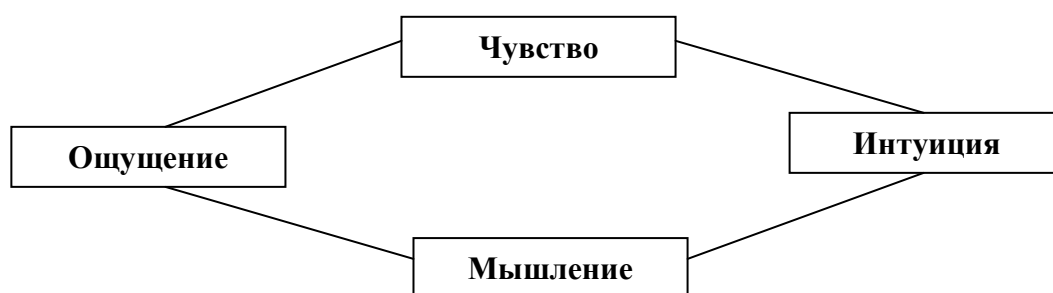 Чувство
Ощущение
Интуиция
Мышление